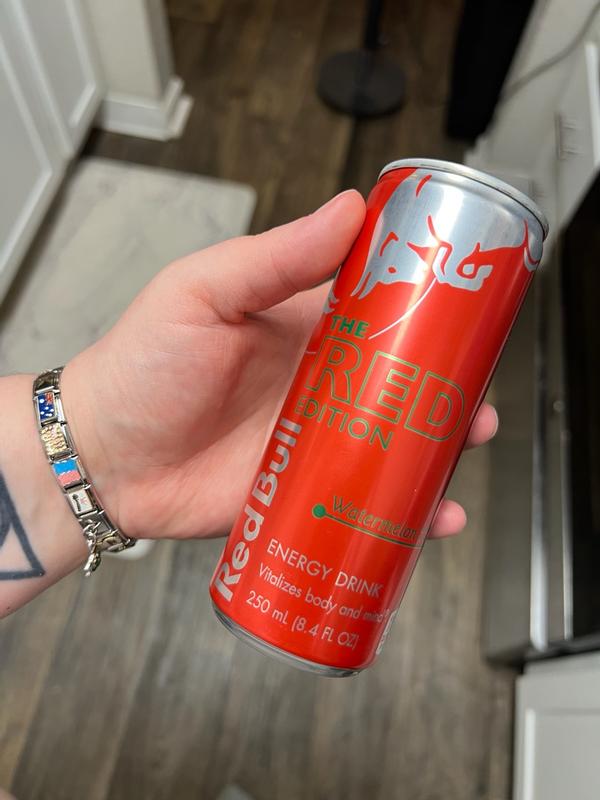 THE
RED
EDITION
Red Bull
Watermelon
ENERGY DRINK
Vitalizes body and mind®
250 mL (8.4 FL OZ)